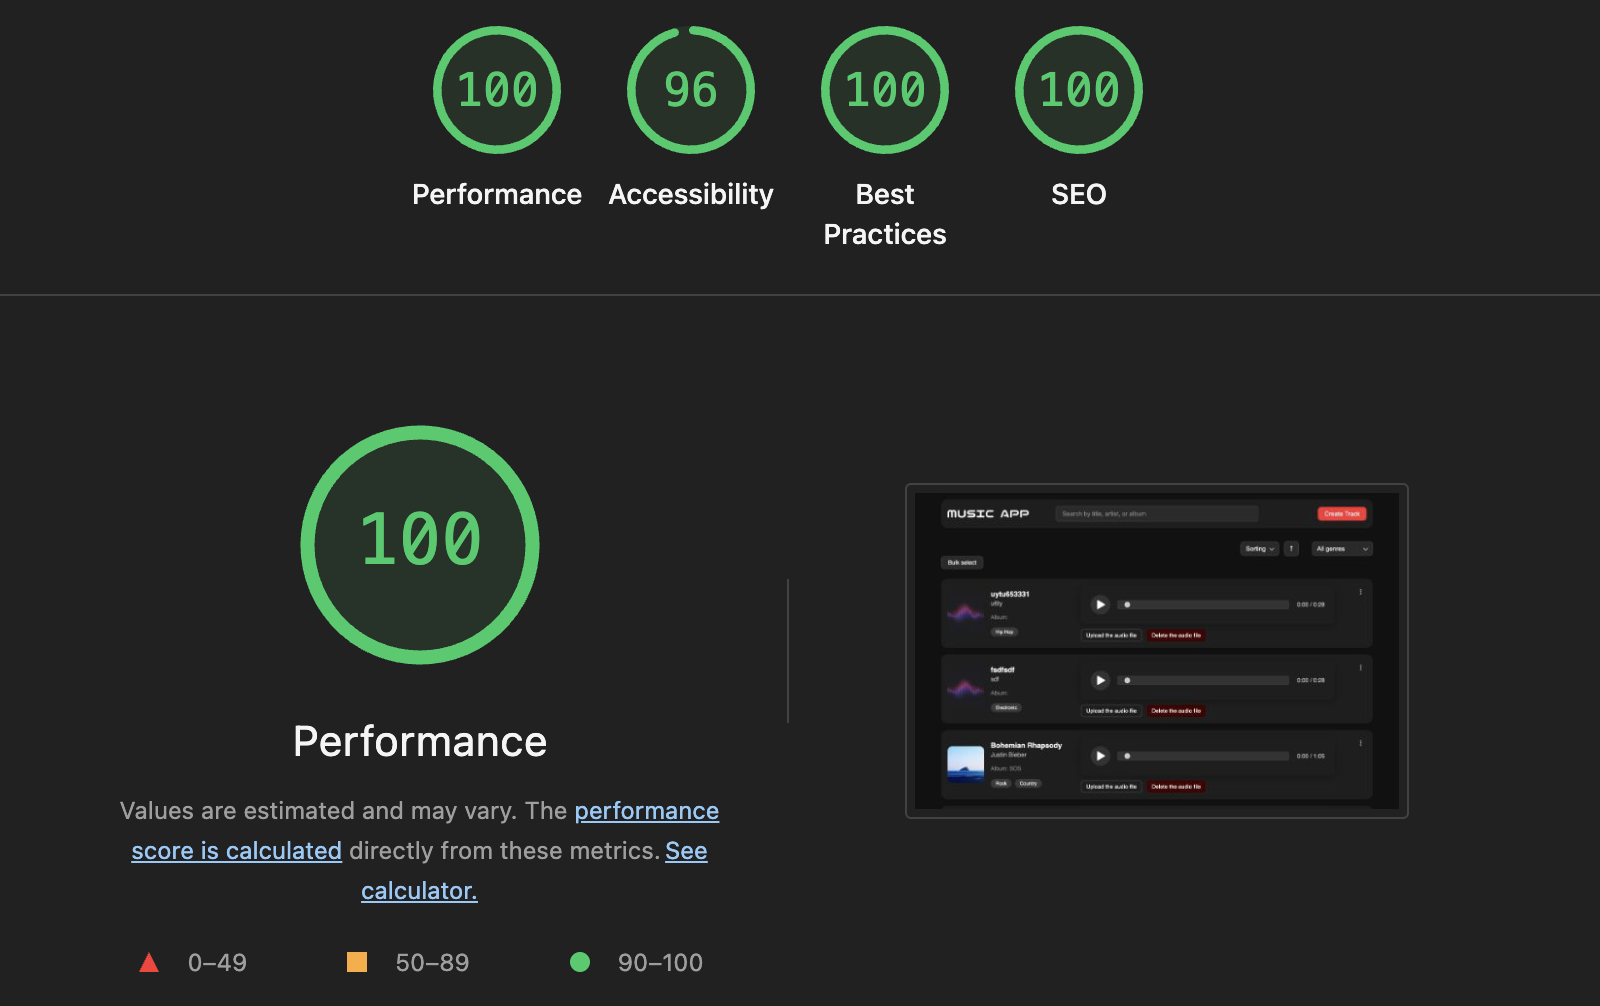 100
96
100
100
Performance
Accessibility
Best
Practices
SEO
100
Performance
Values are estimated and may vary. The performance
score is calculated directly from these metrics. See
calculator.
0–49
50–89
90–100
MUSIC APP
Search by title, artist, or album
Create Track
Sorting
↑
All genres
Bulk select
uytu653331
Album:
Hip Hop
0:00 / 0:28
Upload the audio file
Delete the audio file
fsdfsdf
sdf
Album:
Electronic
0:00 / 0:28
Upload the audio file
Delete the audio file
Bohemian Rhapsody
Justin Bieber
Album: SOS
Rock
Country
0:00 / 1:05
Upload the audio file
Delete the audio file